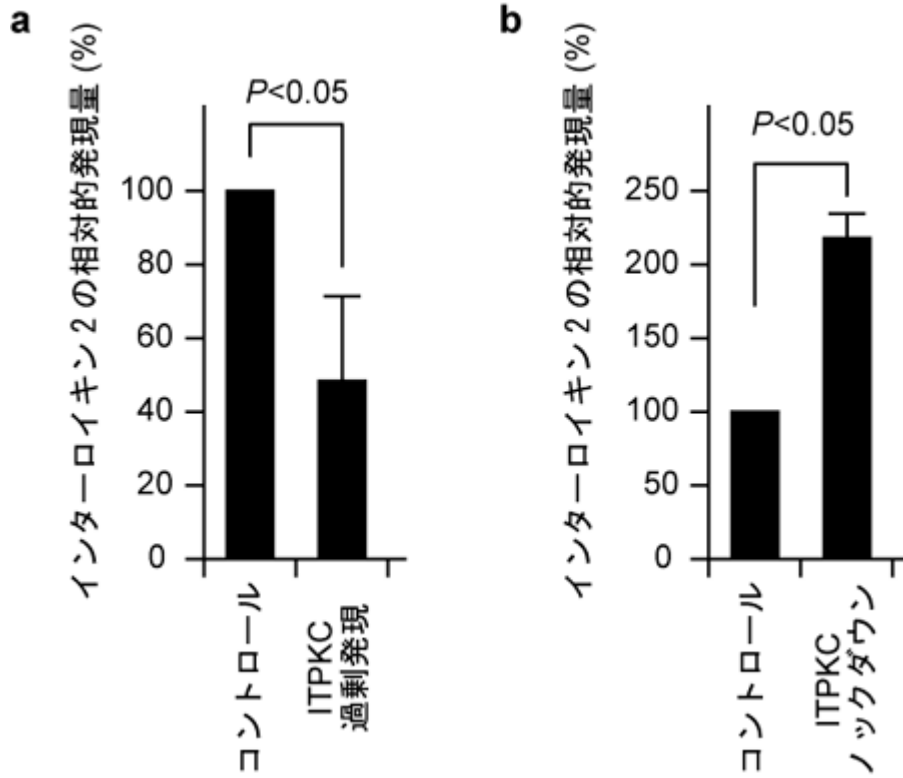 a
インターロイキン2の相対的発現量 (%)
P<0.05
100
80
60
40
20
0
コントロール
ITPKC
過剰発現
b
インターロイキン2の相対的発現量 (%)
P<0.05
250
200
150
100
50
0
コントロール
ITPKC
ノックダウン